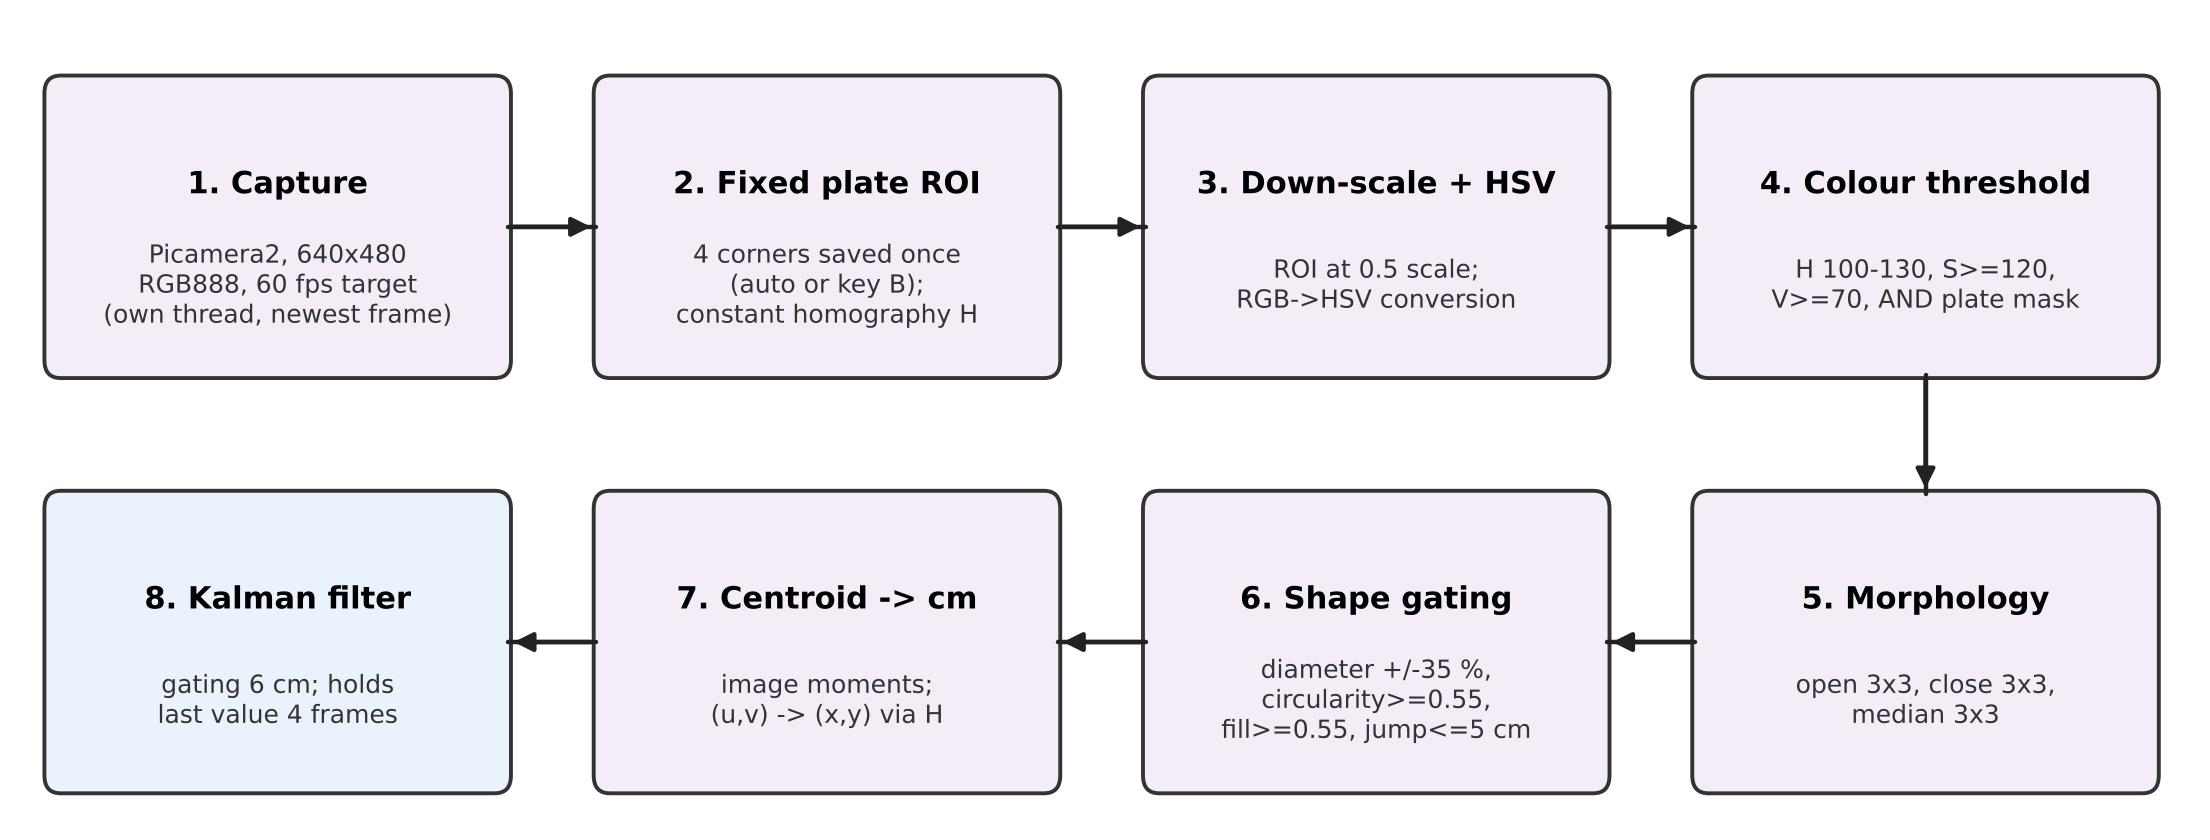 1. Capture
Picamera2, 640x480
RGB888, 60 fps target
(own thread, newest frame)
2. Fixed plate ROI
4 corners saved once
(auto or key B);
constant homography H
3. Down-scale + HSV
ROI at 0.5 scale;
RGB->HSV conversion
4. Colour threshold
H 100-130, S>=120,
V>=70, AND plate mask
5. Morphology
open 3x3, close 3x3,
median 3x3
6. Shape gating
diameter +/-35 %,
circularity>=0.55,
fill>=0.55, jump<=5 cm
7. Centroid -> cm
image moments;
(u,v) -> (x,y) via H
8. Kalman filter
gating 6 cm; holds
last value 4 frames